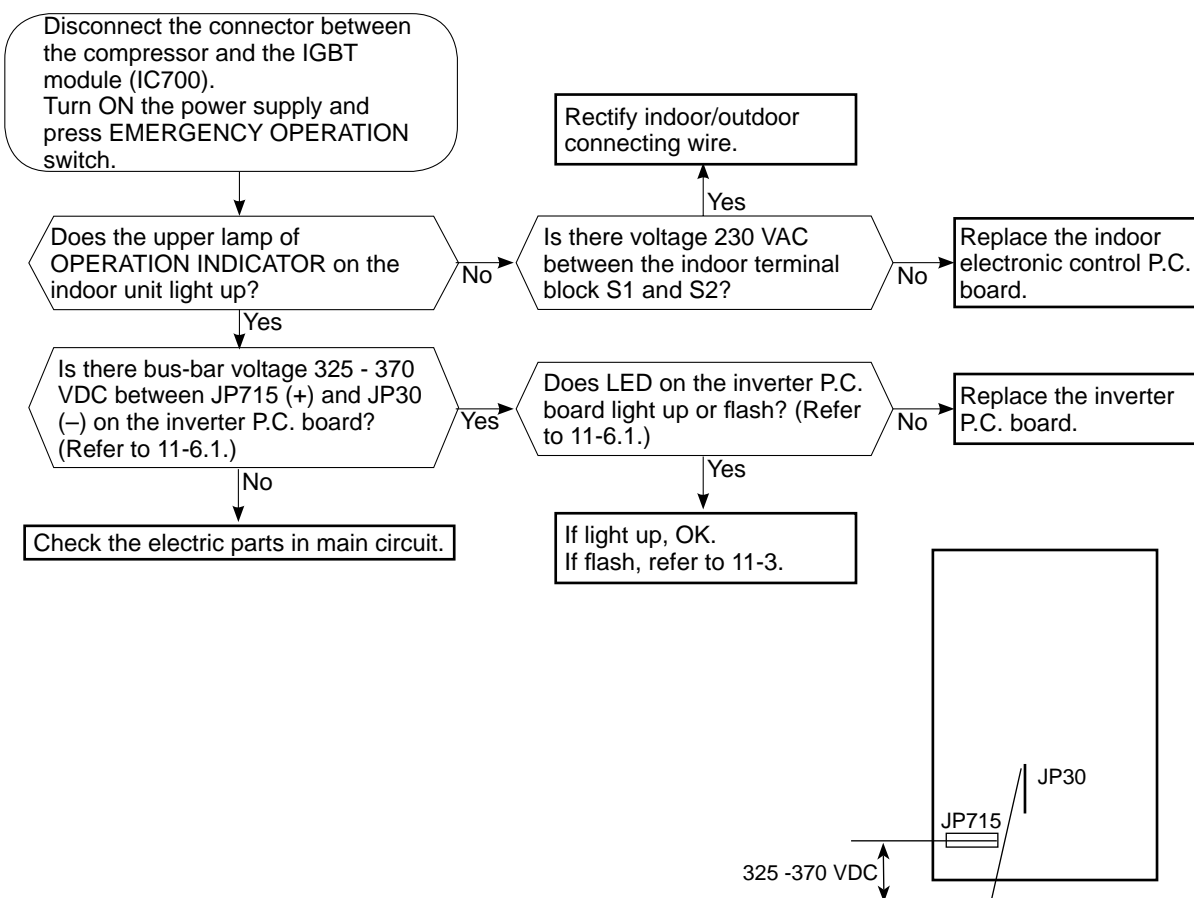 Disconnect the connector between
the compressor and the IGBT
module (IC700).
Turn ON the power supply and
press EMERGENCY OPERATION
switch.
Rectify indoor/outdoor
connecting wire.
Yes
Does the upper lamp of
OPERATION INDICATOR on the
indoor unit light up?
No
Is there voltage 230 VAC
between the indoor terminal
block S1 and S2?
No
Replace the indoor
electronic control P.C.
board.
Yes
Is there bus-bar voltage 325 - 370
VDC between JP715 (+) and JP30
(–) on the inverter P.C. board?
(Refer to 11-6.1.)
Yes
Does LED on the inverter P.C.
board light up or flash? (Refer
to 11-6.1.)
No
Replace the inverter
P.C. board.
No
Yes
Check the electric parts in main circuit.
If light up, OK.
If flash, refer to 11-3.
JP30
JP715
325 -370 VDC